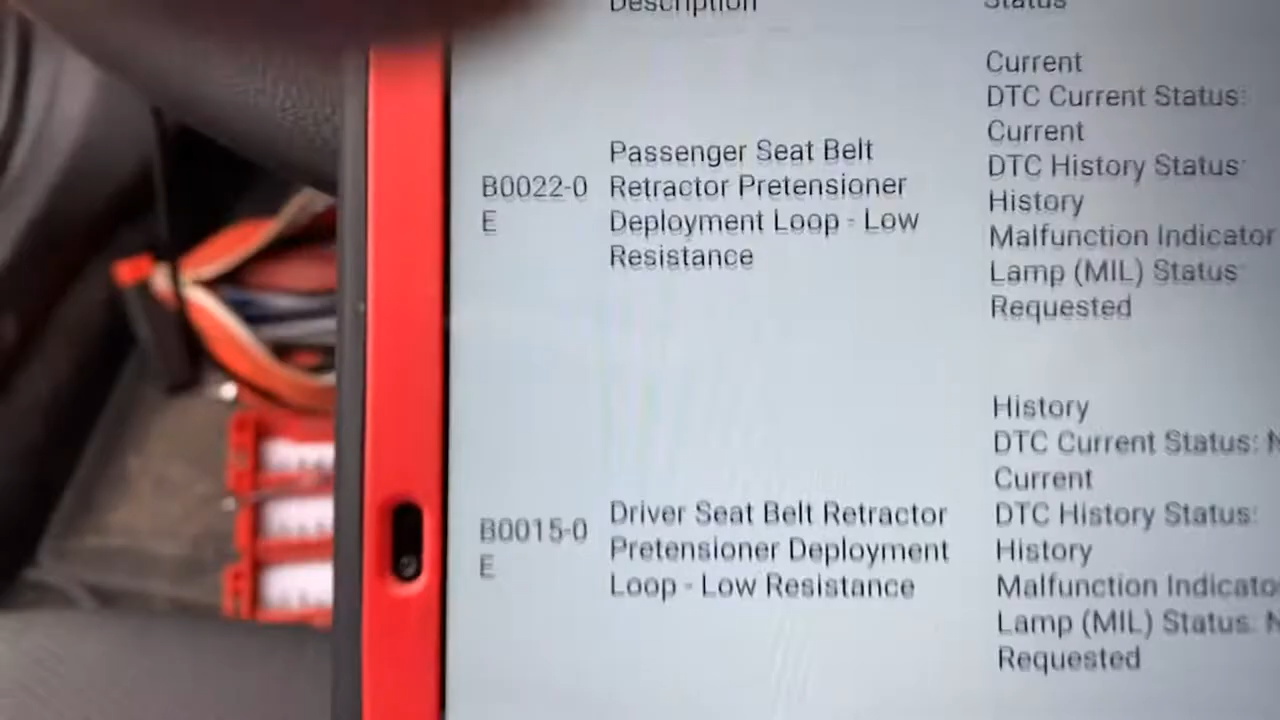 Description Status
Current
DTC Current Status:
Current
Passenger Seat Belt
DTC History Status:
B0022-0 Retractor Pretensioner
History
E Deployment Loop - Low
Malfunction Indicator
Resistance
Lamp (MIL) Status:
Requested
History
DTC Current Status: N
Current
B0015-0 Driver Seat Belt Retractor
DTC History Status:
E Pretensioner Deployment
History
Loop - Low Resistance
Malfunction Indicato
Lamp (MIL) Status: N
Requested